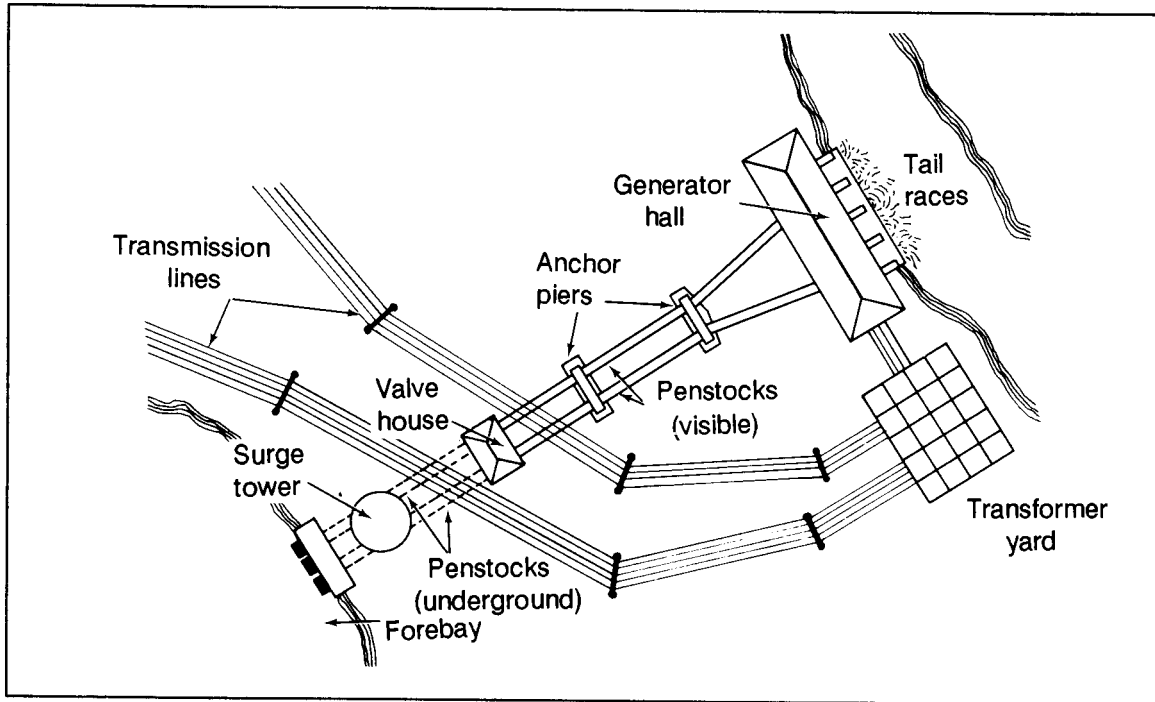 Tail
races
Generator
hall
Transmission
lines
Anchor
piers
Valve
house
Penstocks
(visible)
Surge
tower
Transformer
yard
Penstocks
(underground)
Forebay